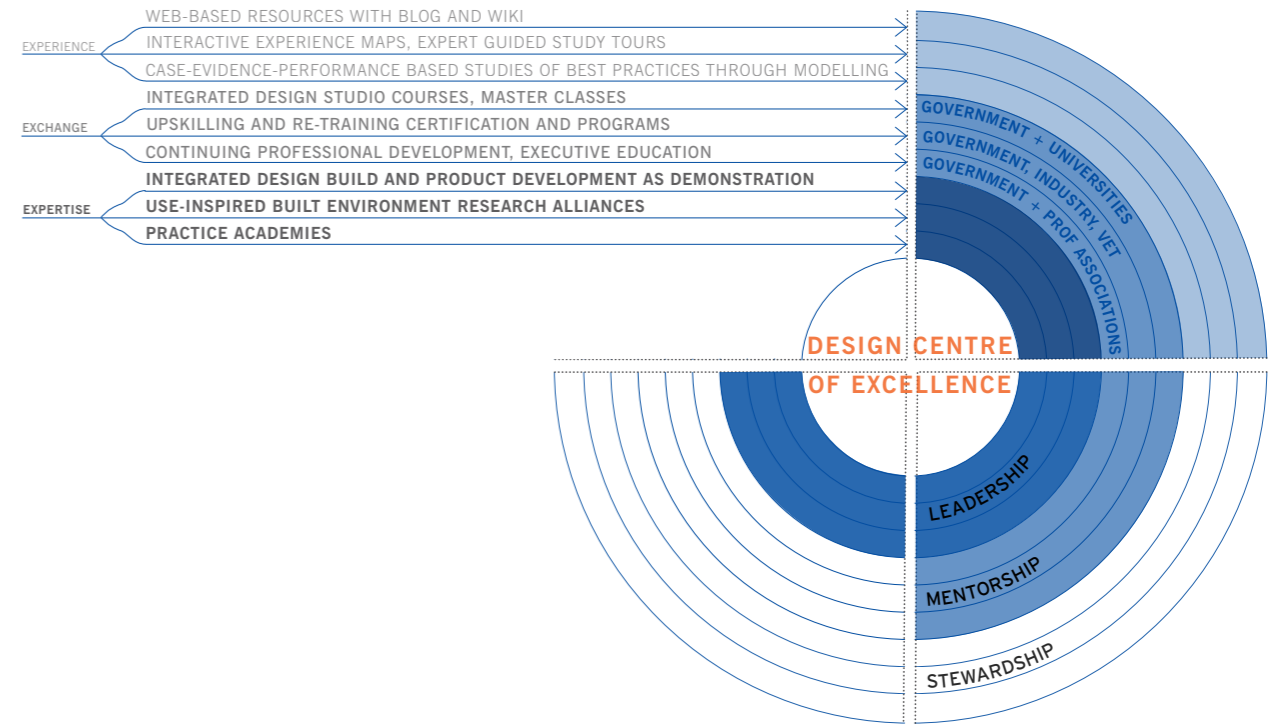 WEB-BASED RESOURCES WITH BLOG AND WIKI
EXPERIENCE
INTERACTIVE EXPERIENCE MAPS, EXPERT GUIDED STUDY TOURS
CASE-EVIDENCE-PERFORMANCE BASED STUDIES OF BEST PRACTICES THROUGH MODELLING
INTEGRATED DESIGN STUDIO COURSES, MASTER CLASSES
EXCHANGE
UPSKILLING AND RE-TRAINING CERTIFICATION AND PROGRAMS
CONTINUING PROFESSIONAL DEVELOPMENT, EXECUTIVE EDUCATION
INTEGRATED DESIGN BUILD AND PRODUCT DEVELOPMENT AS DEMONSTRATION
EXPERTISE
USE-INSPIRED BUILT ENVIRONMENT RESEARCH ALLIANCES
PRACTICE ACADEMIES
GOVERNMENT + UNIVERSITIES
GOVERNMENT, INDUSTRY, VET
GOVERNMENT + PROF ASSOCIATIONS
DESIGN CENTRE
OF EXCELLENCE
LEADERSHIP
MENTORSHIP
STEWARDSHIP